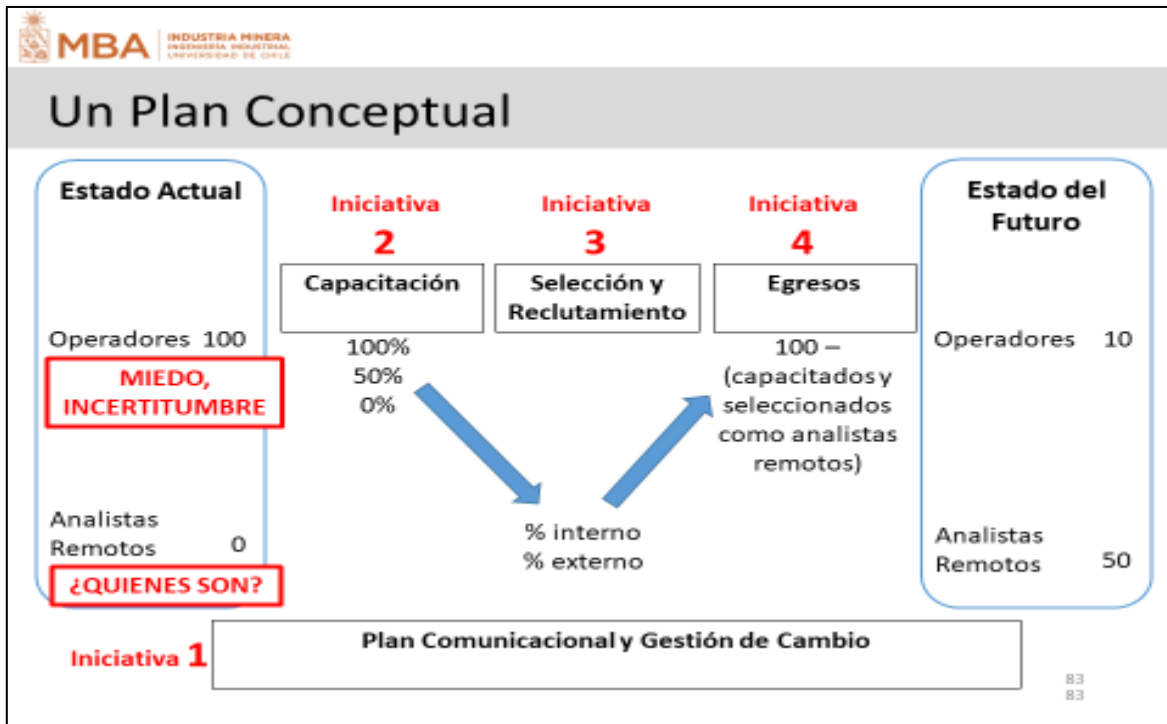 MBA
INDUSTRIA MINERA
INGENIERÍA INDUSTRIAL
UNIVERSIDAD DE CHILE
Un Plan Conceptual
Estado Actual
Operadores 100
MIEDO,
INCERTITUMBRE
Analistas
Remotos 0
¿QUIENES SON?
Iniciativa
2
Capacitación
100%
50%
0%
Iniciativa
3
Selección y
Reclutamiento
% interno
% externo
Iniciativa
4
Egresos
100 –
(capacitados y
seleccionados
como analistas
remotos)
Estado del
Futuro
Operadores 10
Analistas
Remotos 50
Iniciativa 1
Plan Comunicacional y Gestión de Cambio
83
83